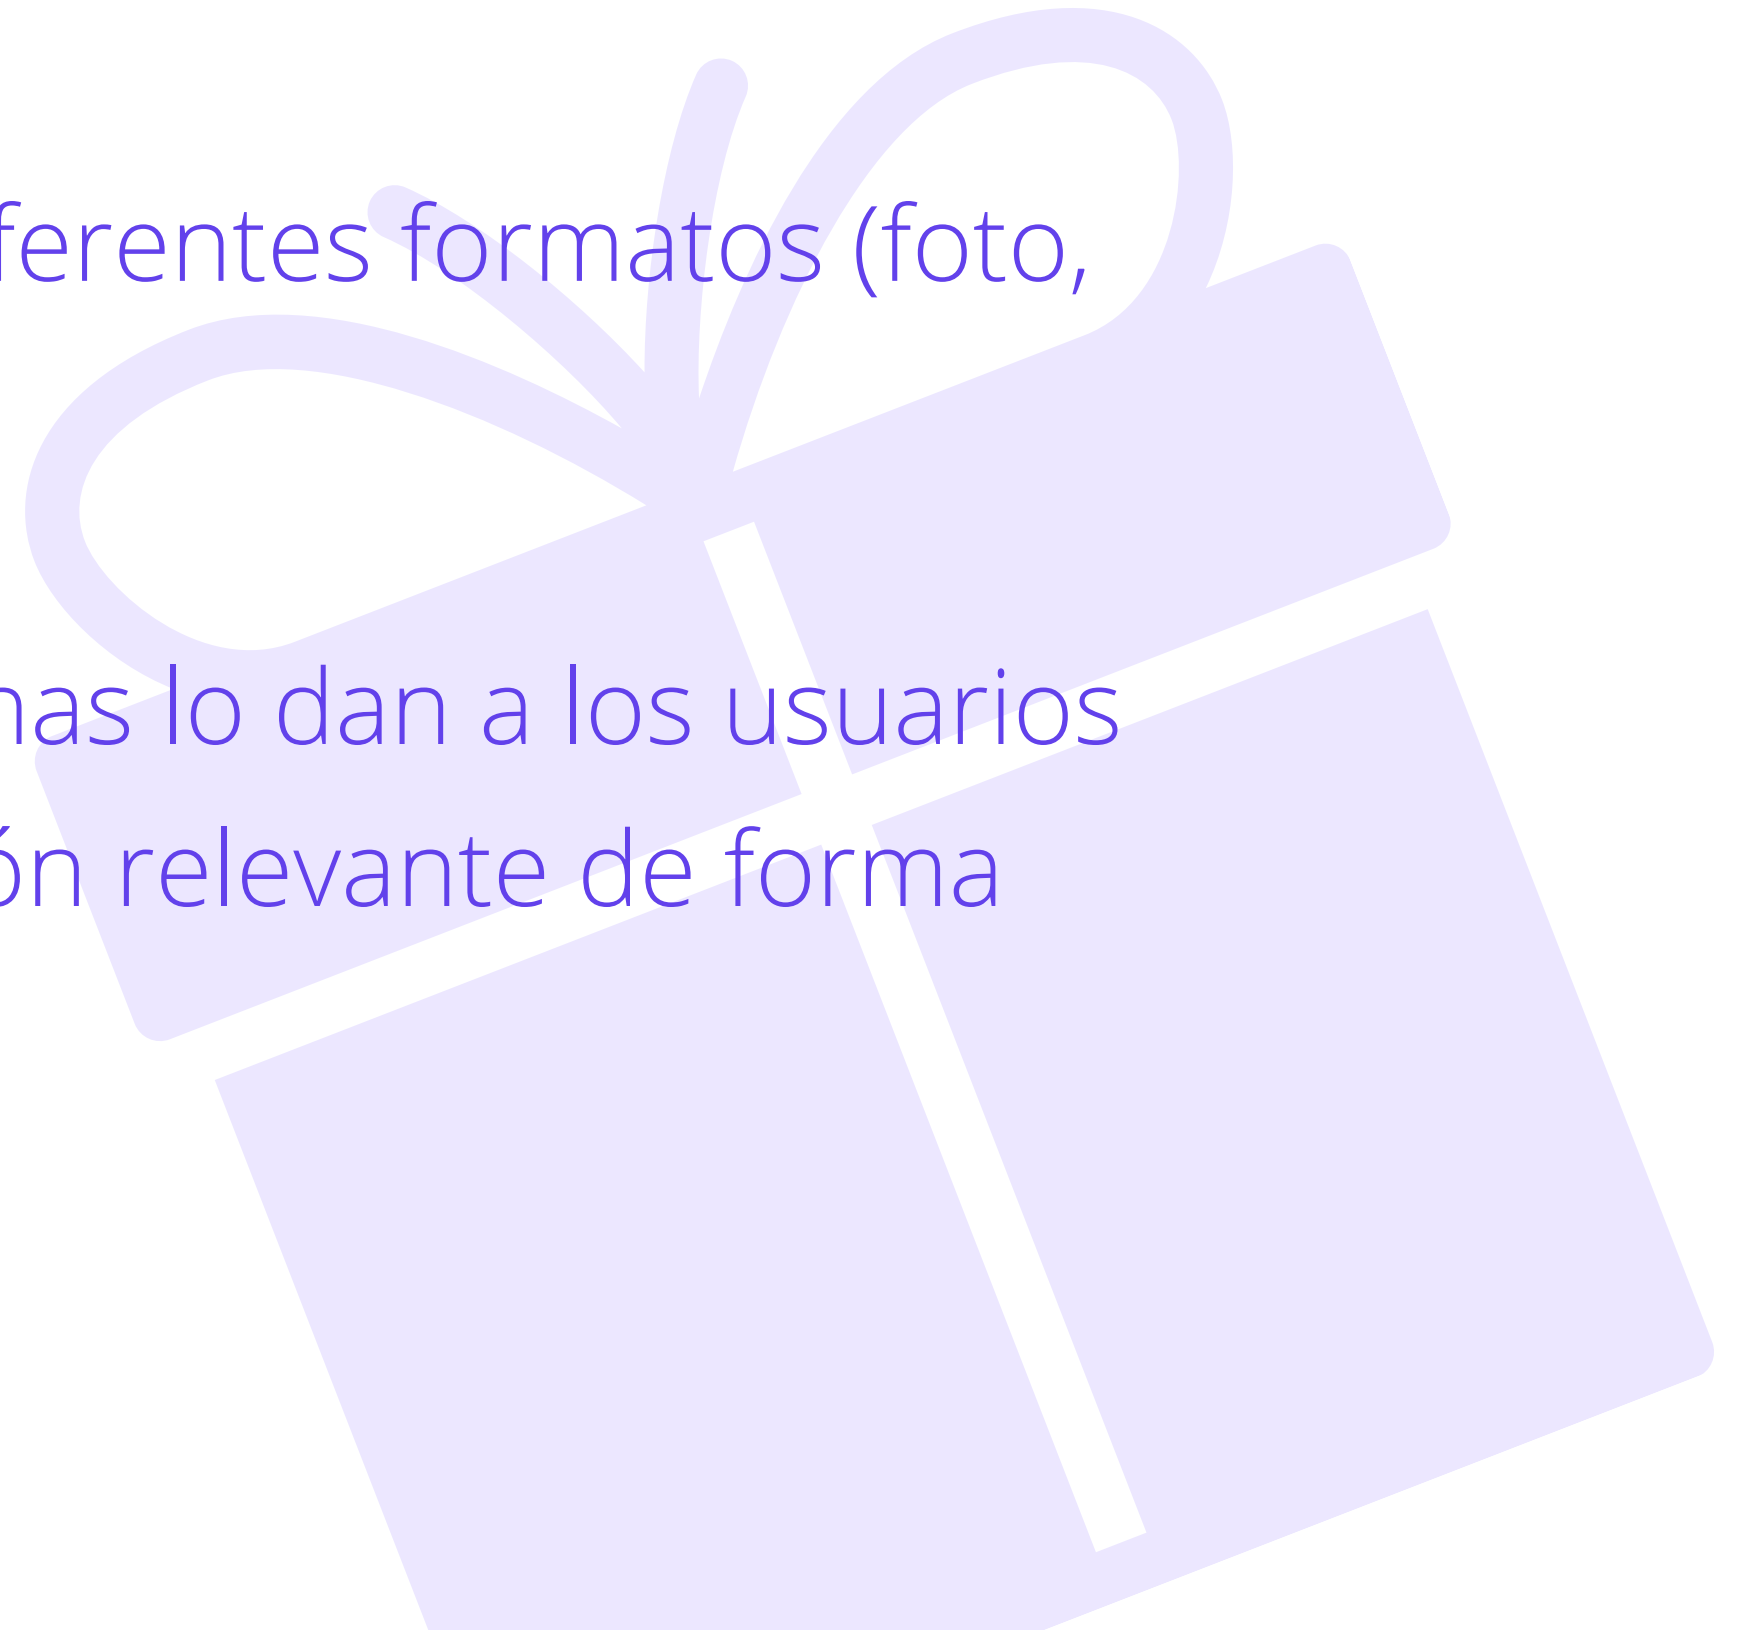 ferentes formatos (foto,
nas lo dan a los usuarios
ón relevante de forma